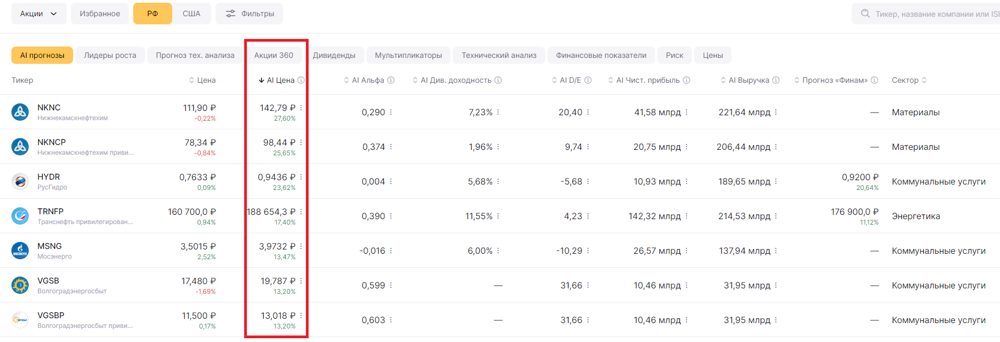 Акции Избранное РФ США Фильтры Тикер, название компании или ISI
AI прогнозы Лидеры роста Прогноз тех. анализа Акции 360 Дивиденды Мультипликаторы Технический анализ Финансовые показатели Риск Цены
Тикер Цена AI Цена AI Альфа AI Див. доходность AI D/E AI Чист. прибыль AI Выручка Прогноз «Финам» Сектор
NKNC 111,90 ₽ 142,79 ₽ 0,290 7,23% 20,40 41,58 млрд 221,64 млрд — Материалы
Нижнекамскнефтехим -0,22% 27,60%
NKNCP 78,34 ₽ 98,44 ₽ 0,374 1,96% 9,74 20,75 млрд 206,44 млрд — Материалы
Нижнекамскнефтехим приви... -0,84% 25,65%
HYDR 0,7633 ₽ 0,9436 ₽ 0,004 5,68% -5,68 10,93 млрд 189,65 млрд 0,9200 ₽ Коммунальные услуги
РусГидро 0,09% 23,62% 20,64%
TRNFP 160 700,0 ₽ 188 654,3 ₽ 0,390 11,55% 4,23 142,32 млрд 214,53 млрд 176 900,0 ₽ Энергетика
Транснефть привилегирован... 0,94% 17,40% 11,12%
MSNG 3,5015 ₽ 3,9732 ₽ -0,016 6,00% -10,29 26,57 млрд 137,94 млрд — Коммунальные услуги
Мосэнерго 2,52% 13,47%
VGSB 17,480 ₽ 19,787 ₽ 0,599 — 31,66 10,46 млрд 31,95 млрд — Коммунальные услуги
Волгоградэнергосбыт -1,69% 13,20%
VGSBP 11,500 ₽ 13,018 ₽ 0,603 — 31,66 10,46 млрд 31,95 млрд — Коммунальные услуги
Волгоградэнергосбыт приви... 0,17% 13,20%